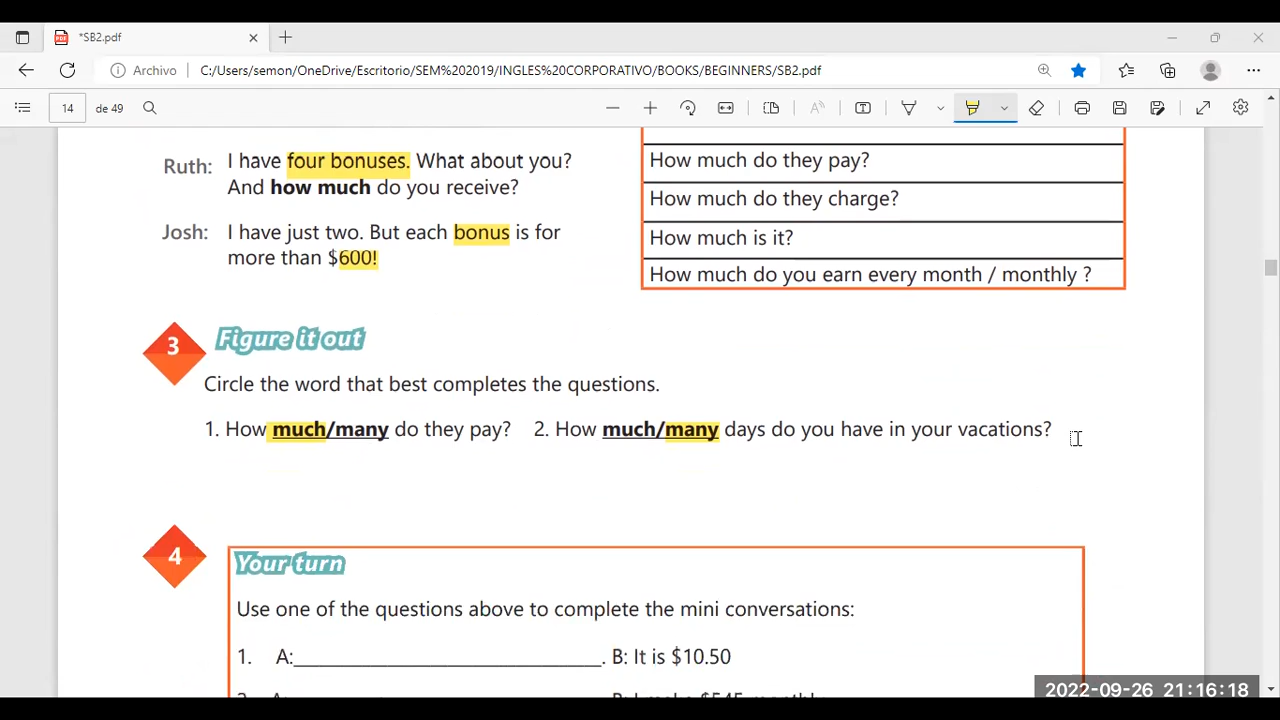 *SB2.pdf
Archivo C:/Users/semon/OneDrive/Escritorio/SEM%202019/INGLES%20CORPORATIVO/BOOKS/BEGINNERS/SB2.pdf
14 de 49
Ruth: I have four bonuses. What about you?
And how much do you receive?
Josh: I have just two. But each bonus is for
more than $600!
How much do they pay?
How much do they charge?
How much is it?
How much do you earn every month / monthly ?
3 Figure it out
Circle the word that best completes the questions.
1. How much/many do they pay? 2. How much/many days do you have in your vacations?
4 Your turn
Use one of the questions above to complete the mini conversations:
1. A:______________________________. B: It is $10.50
2022-09-26 21:16:18